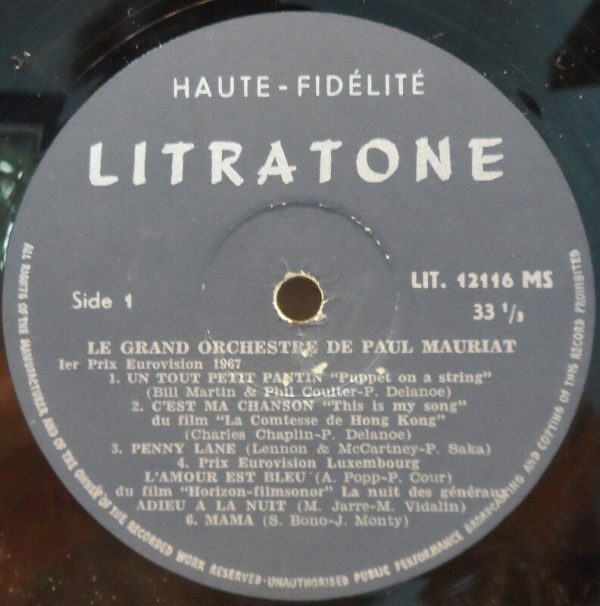 HAUTE - FIDÉLITÉ
LITRATONE
Side 1
LIT. 12116 MS
33 1/3
LE GRAND ORCHESTRE DE PAUL MAURIAT
Ier Prix Eurovision 1967
1. UN TOUT PETIT PANTIN "Puppet on a string"
(Bill Martin & Phil Coulter-P. Delanoe)
2. C'EST MA CHANSON "This is my song"
du film "La Comtesse de Hong Kong"
(Charles Chaplin-P. Delanoe)
3. PENNY LANE (Lennon & McCartney-P. Saka)
4. Prix Eurovision Luxembourg
L'AMOUR EST BLEU (A. Popp-P. Cour)
du film "Horizon-filmsonor" La nuit des généraux
ADIEU A LA NUIT (M. Jarre-M. Vidalin)
6. MAMA (S. Bono-J. Monty)
ALL RIGHTS OF THE MANUFACTURER AND OF THE OWNER OF THE RECORDED WORK RESERVED·UNAUTHORISED PUBLIC PERFORMANCE BROADCASTING AND COPYING OF THIS RECORD PROHIBITED